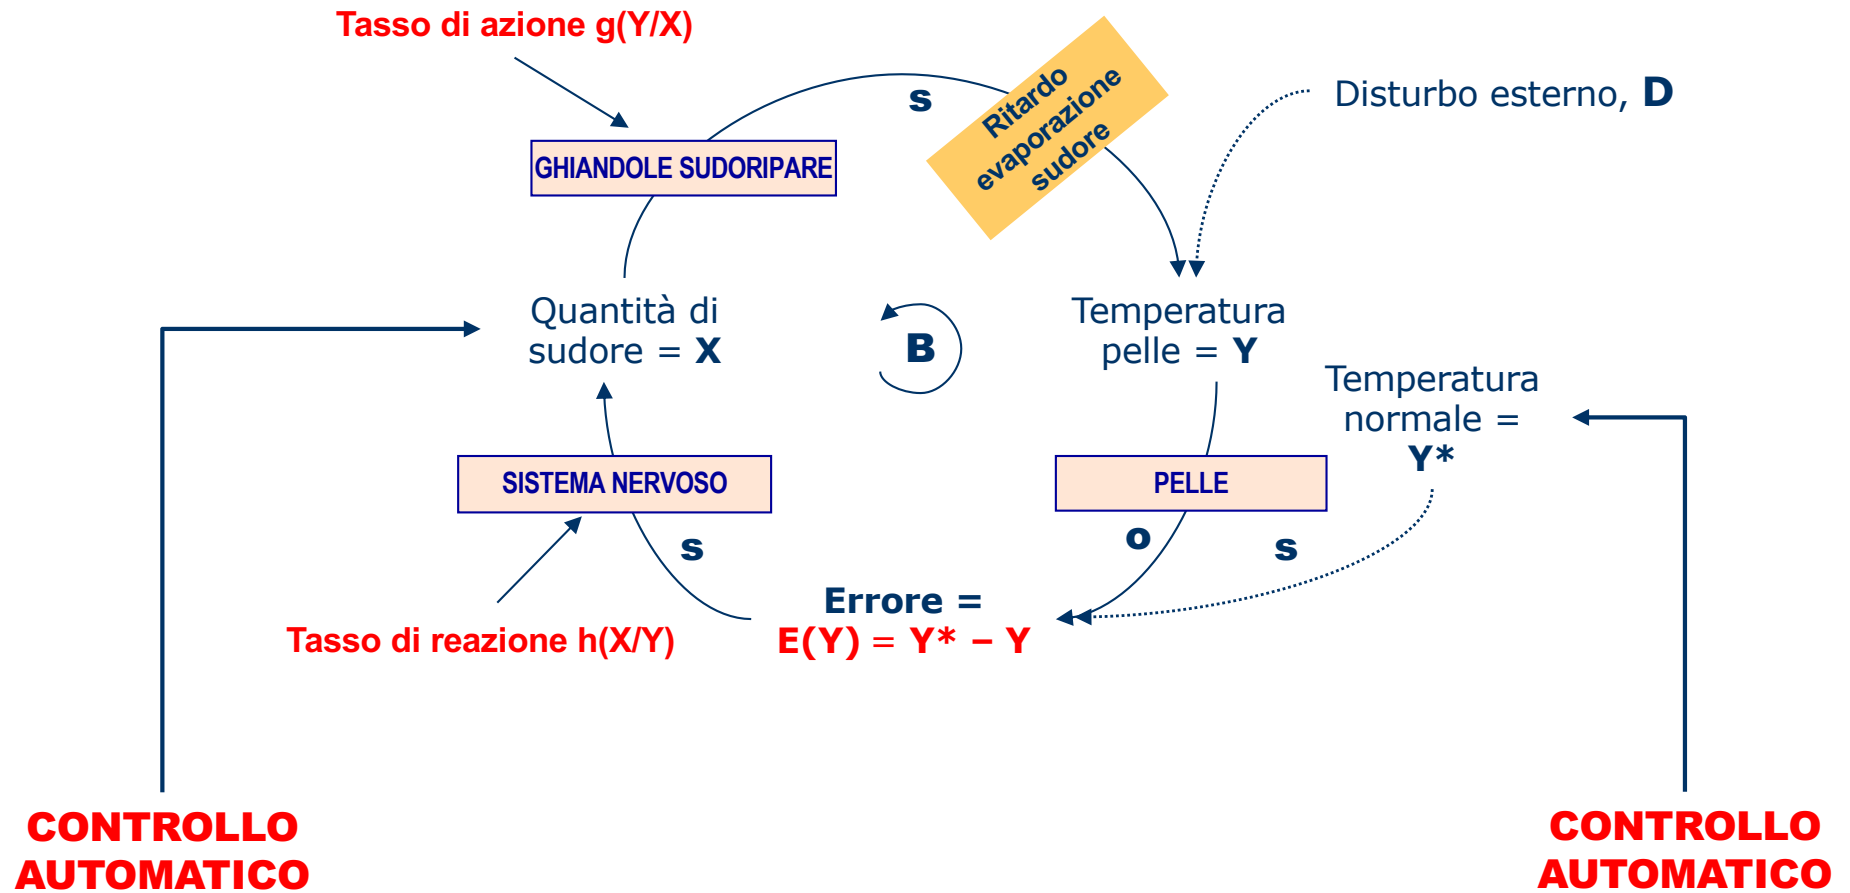 Tasso di azione g(Y/X)
s
Ritardo
evaporazione
sudore
Disturbo esterno, D
GHIANDOLE SUDORIPARE
Quantità di
sudore = X
B
Temperatura
pelle = Y
Temperatura
normale =
Y*
SISTEMA NERVOSO
PELLE
s
o
s
Errore =
E(Y) = Y* – Y
Tasso di reazione h(X/Y)
CONTROLLO
AUTOMATICO
CONTROLLO
AUTOMATICO